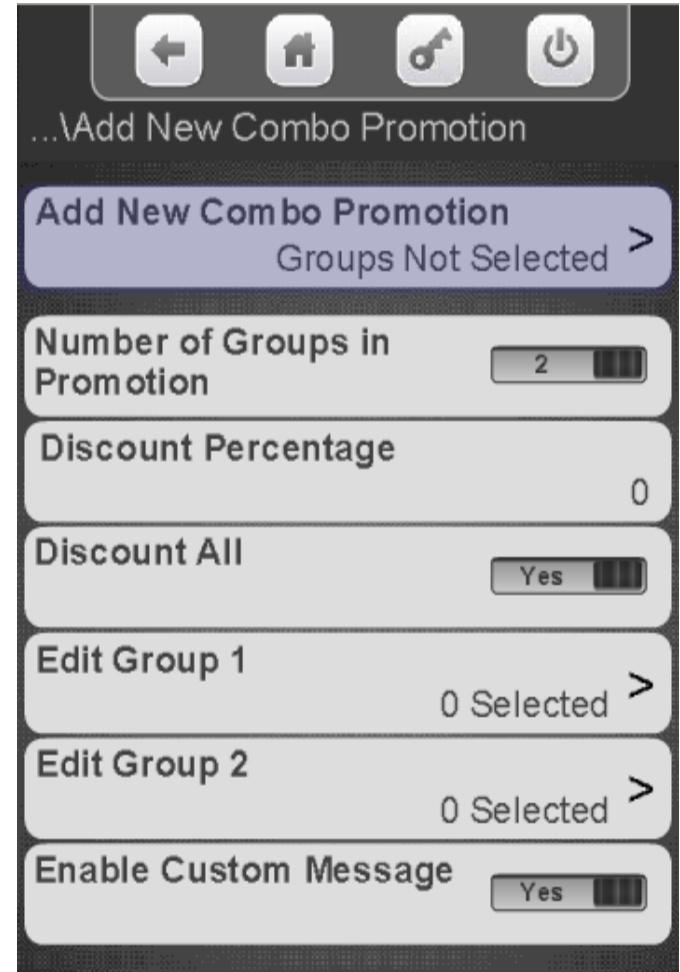 ...\Add New Combo Promotion
Add New Combo Promotion
Groups Not Selected >
Number of Groups in
Promotion
2
Discount Percentage
0
Discount All
Yes
Edit Group 1
0 Selected >
Edit Group 2
0 Selected >
Enable Custom Message
Yes